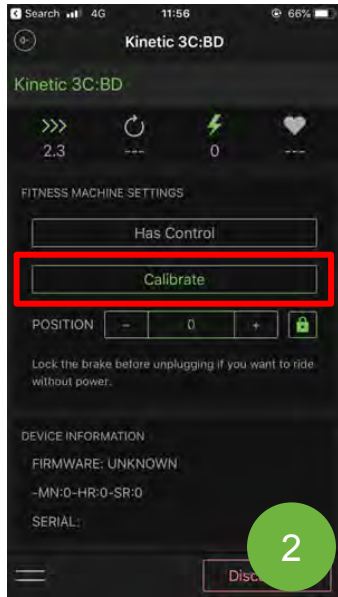 Search 4G 11:56 66%
Kinetic 3C:BD
Kinetic 3C:BD
>>>
2.3 --- 0 ---
FITNESS MACHINE SETTINGS
Has Control
Calibrate
POSITION - 0 +
Lock the brake before unplugging if you want to ride
without power.
DEVICE INFORMATION
FIRMWARE: UNKNOWN
-MN:0-HR:0-SR:0
SERIAL:
2